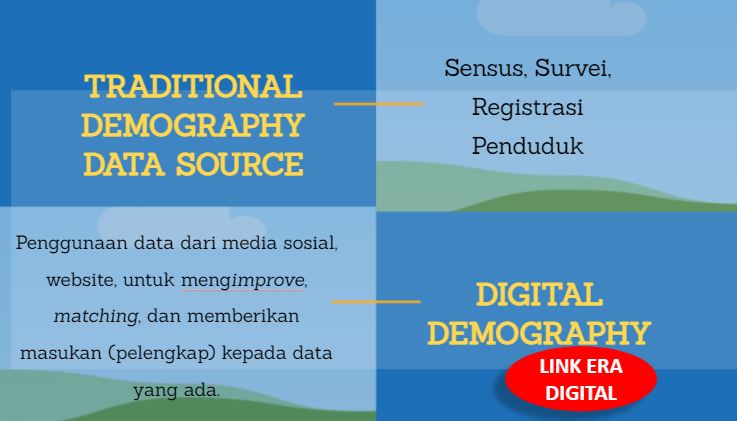 TRADITIONAL
DEMOGRAPHY
DATA SOURCE
Sensus, Survei,
Registrasi
Penduduk
Penggunaan data dari media sosial,
website, untuk mengimprove,
matching, dan memberikan
masukan (pelengkap) kepada data
yang ada.
DIGITAL
DEMOGRAPHY
LINK ERA
DIGITAL